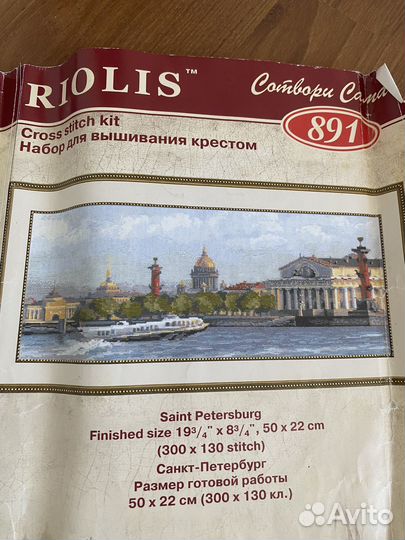 RIOLIS™
Сотвори Сама
Cross stitch kit
891
Набор для вышивания крестом
Saint Petersburg
Finished size 19³/₄" x 8³/₄", 50 x 22 cm
(300 x 130 stitch)
Санкт-Петербург
Размер готовой работы
50 x 22 см (300 x 130 кл.)
Avito